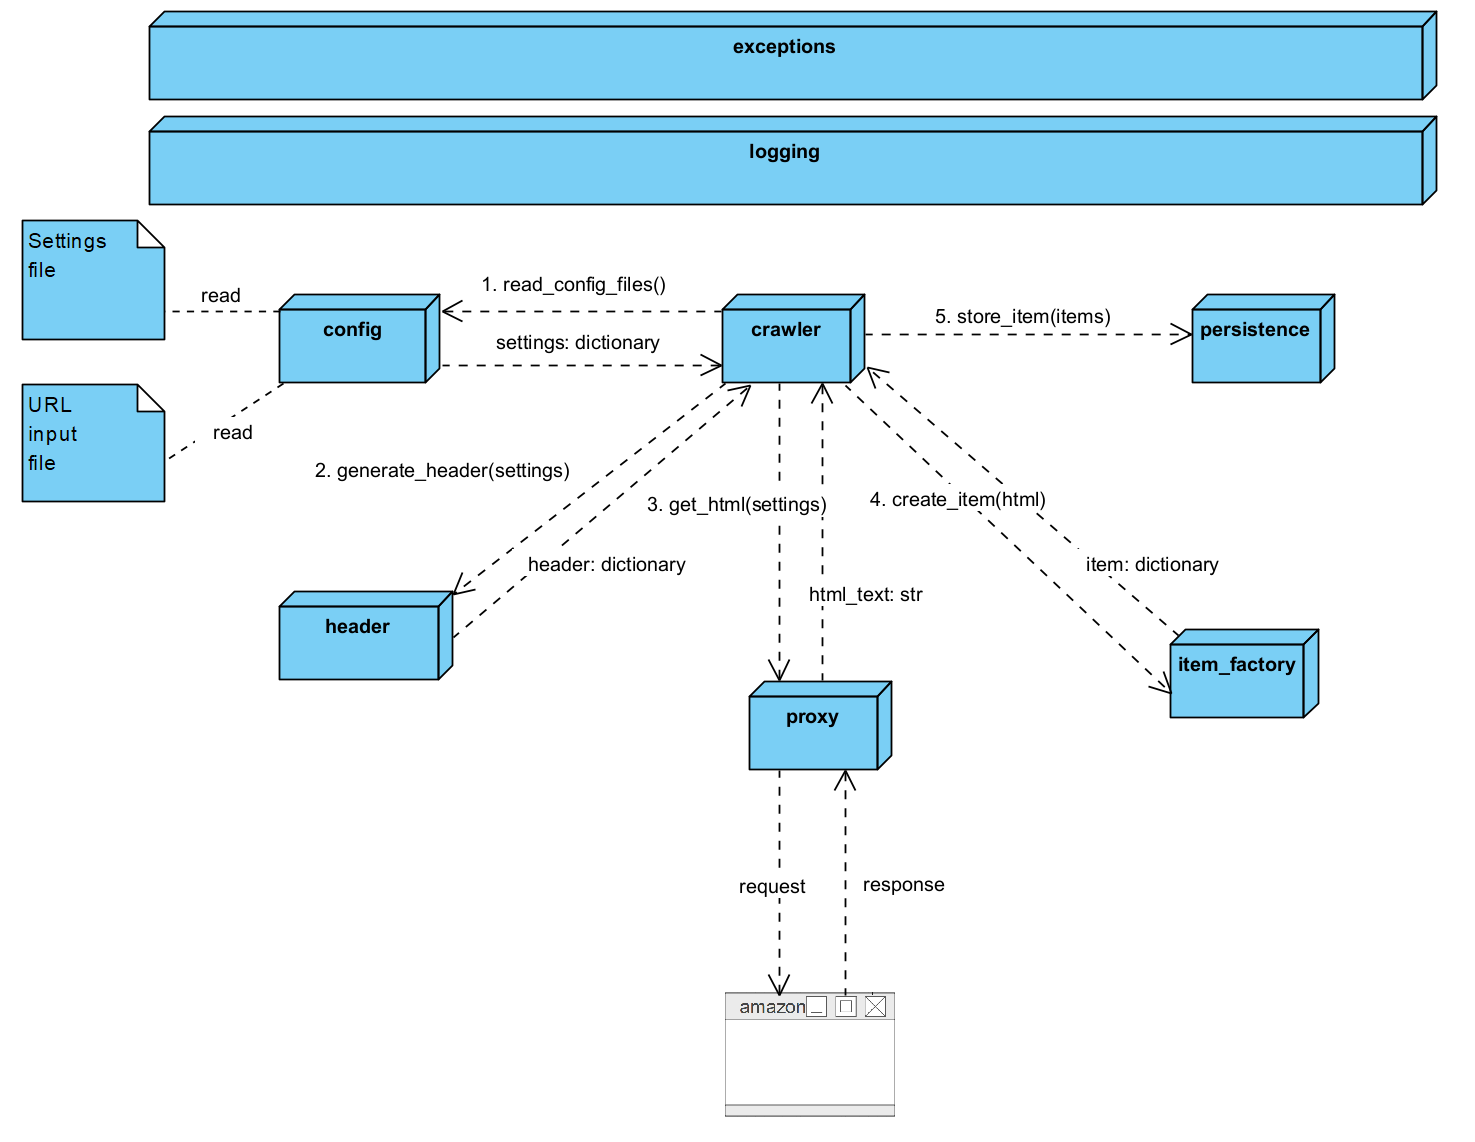 exceptions
logging
Settings
file
read
1. read_config_files()
config
crawler
5. store_item(items)
persistence
settings: dictionary
URL
input
file
read
2. generate_header(settings)
3. get_html(settings)
4. create_item(html)
header: dictionary
item: dictionary
html_text: str
header
item_factory
proxy
request
response
amazon